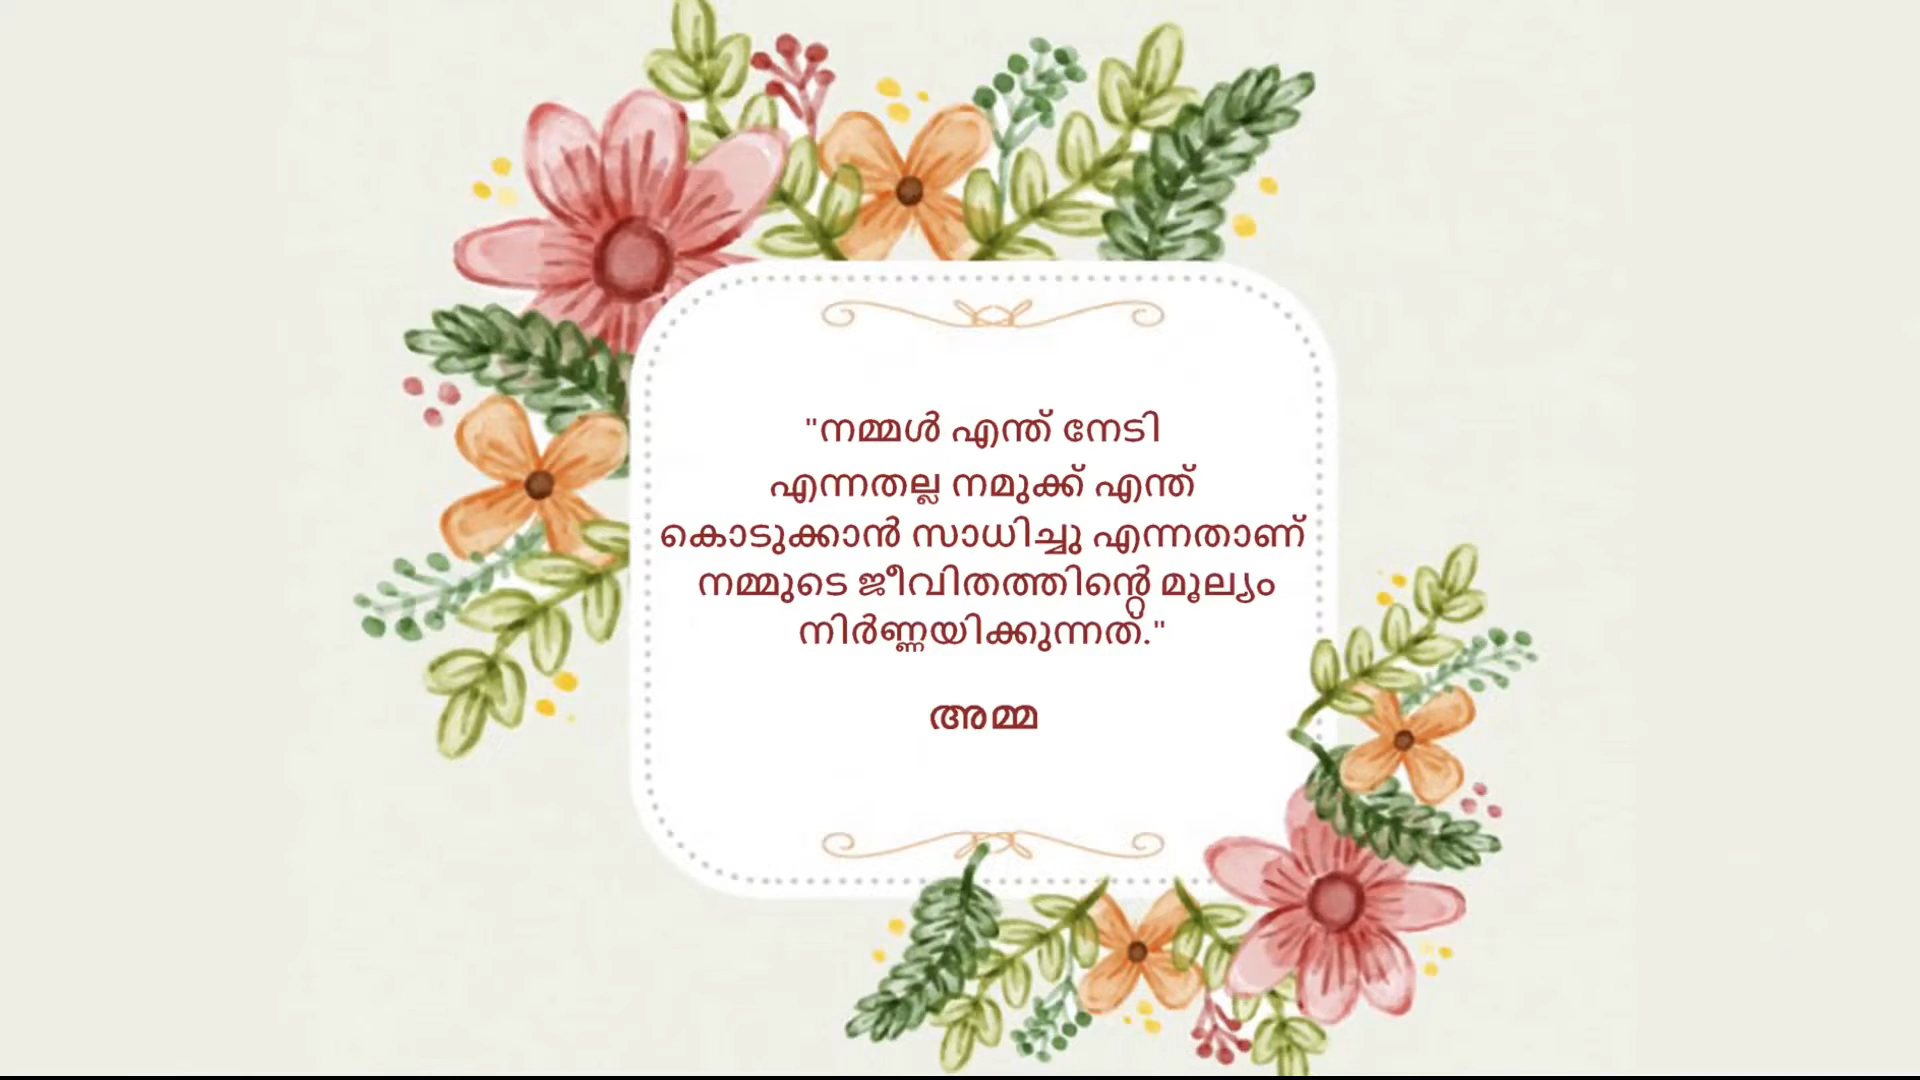 "നമ്മൾ എന്ത് നേടി
എന്നതല്ല നമുക്ക് എന്ത്
കൊടുക്കാൻ സാധിച്ചു എന്നതാണ്
നമ്മുടെ ജീവിതത്തിന്റെ മൂല്യം
നിർണ്ണയിക്കുന്നത്."
അമ്മ